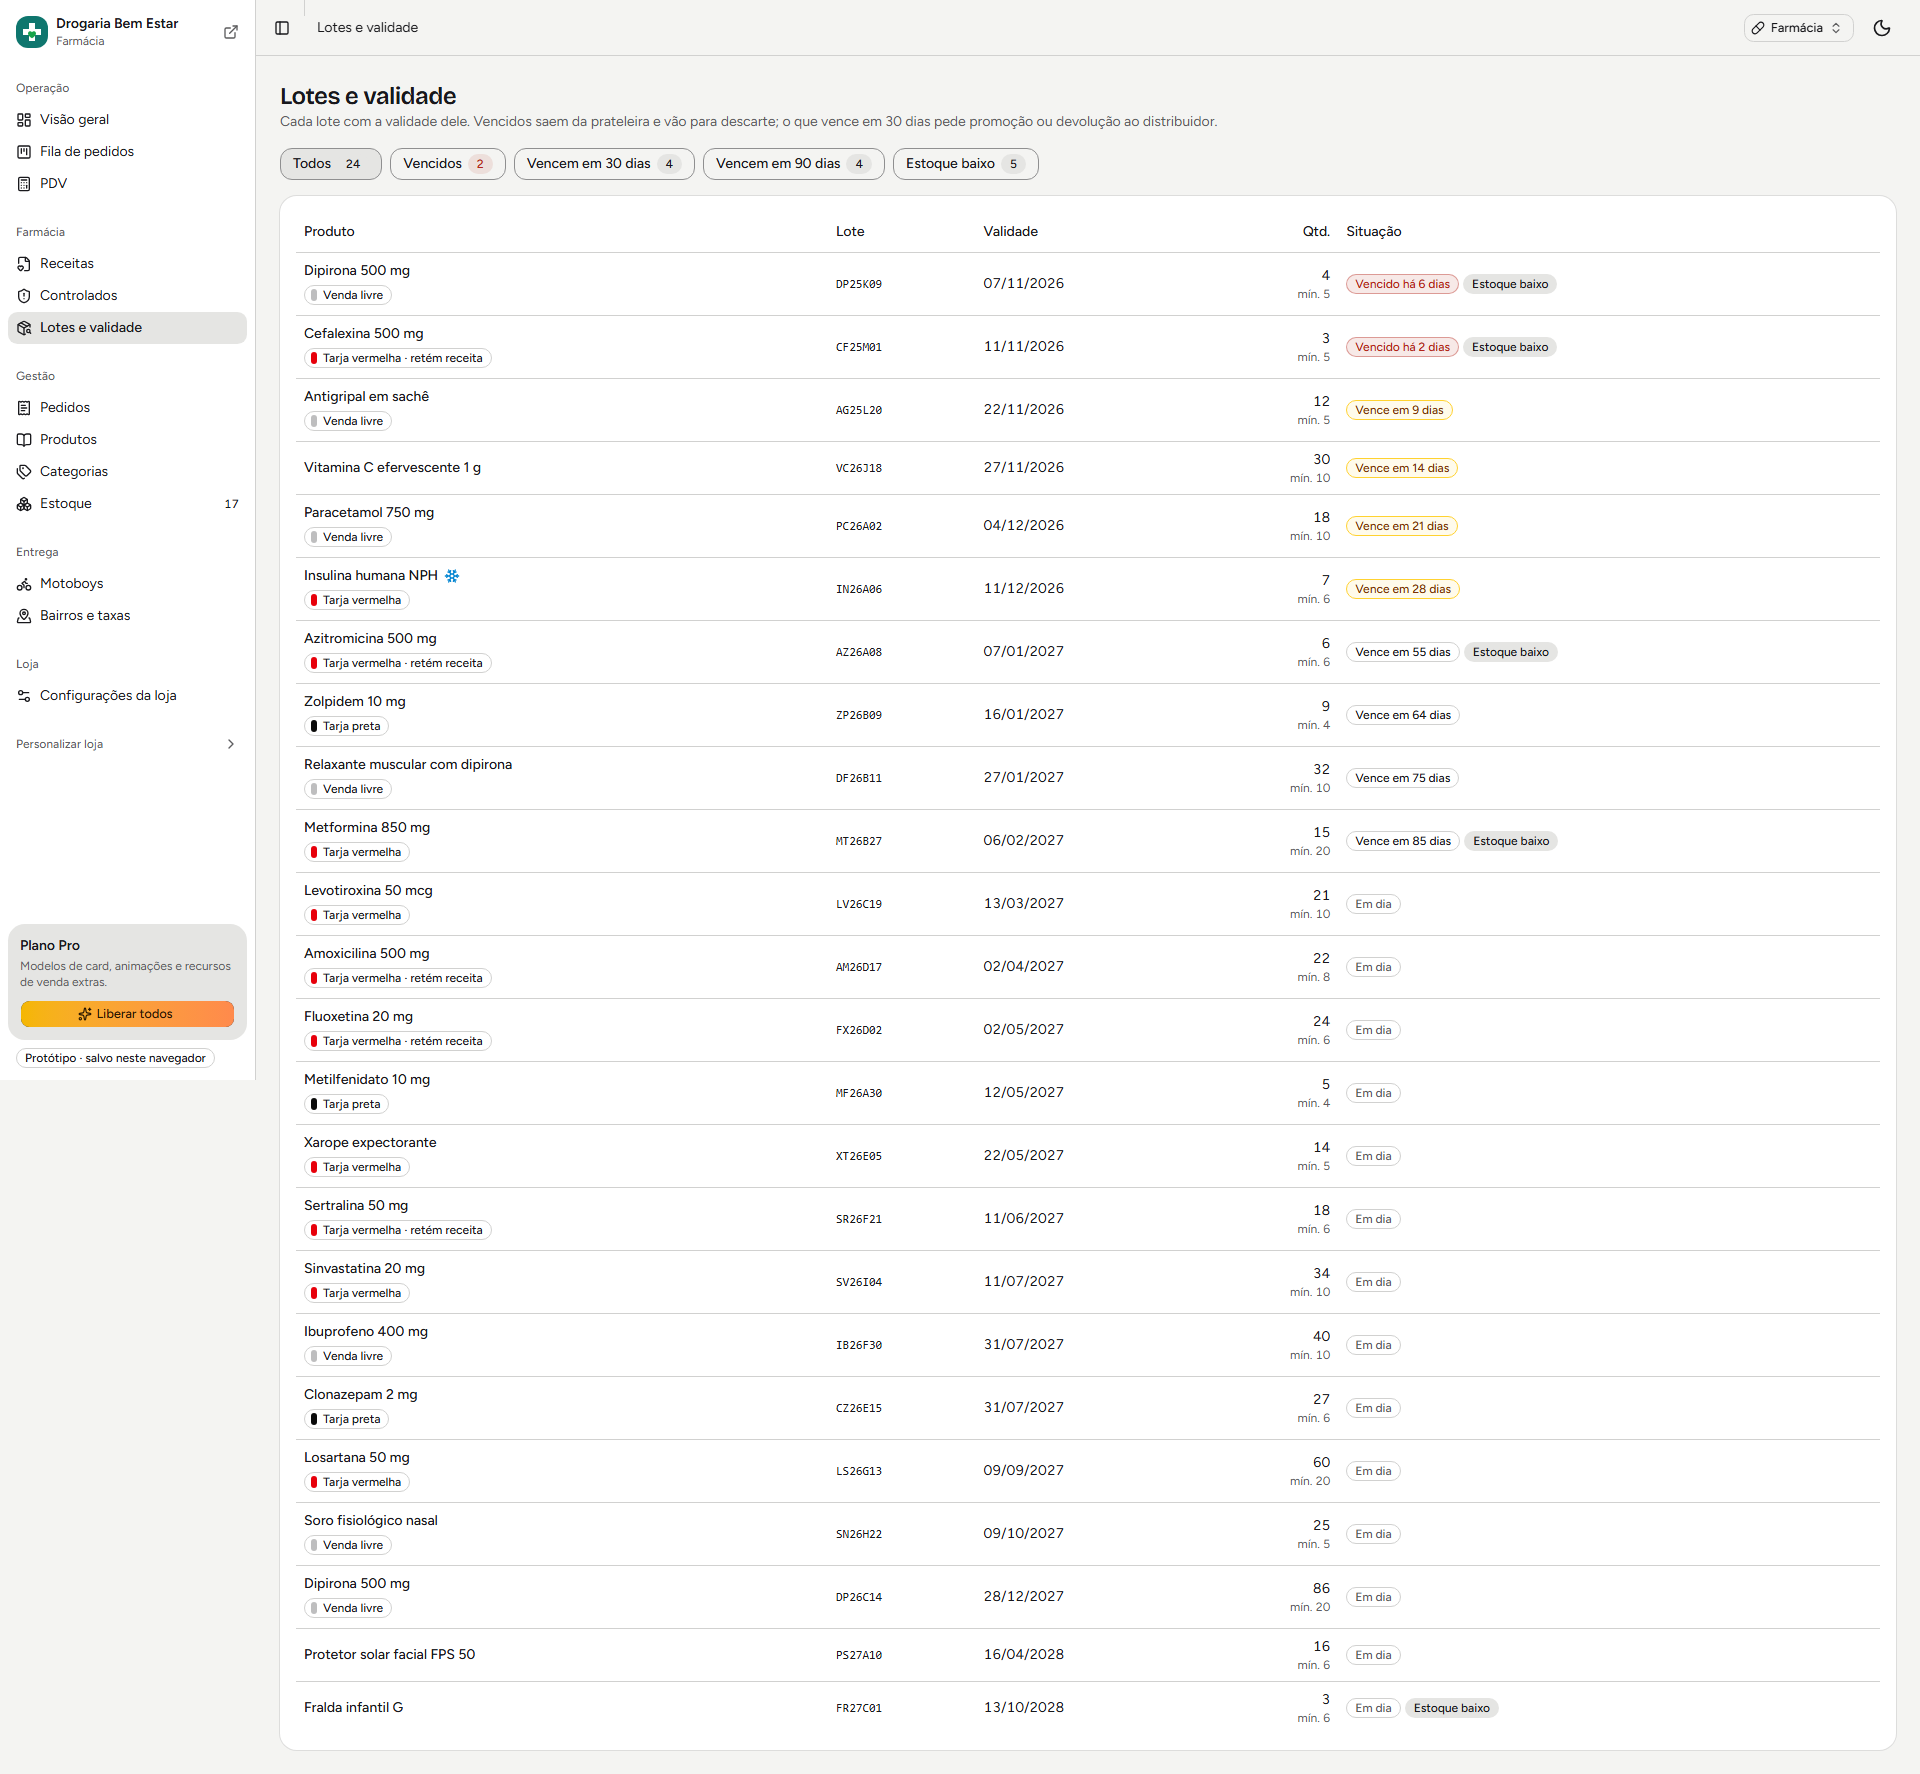 Drogaria Bem Estar
Farmácia
Operação
Visão geral
Fila de pedidos
PDV
Farmácia
Receitas
Controlados
Lotes e validade
Gestão
Pedidos
Produtos
Categorias
Estoque 17
Entrega
Motoboys
Bairros e taxas
Loja
Configurações da loja
Personalizar loja
Plano Pro
Modelos de card, animações e recursos
de venda extras.
Liberar todos
Protótipo · salvo neste navegador
Lotes e validade
Farmácia
Lotes e validade
Cada lote com a validade dele. Vencidos saem da prateleira e vão para descarte; o que vence em 30 dias pede promoção ou devolução ao distribuidor.
Todos 24 Vencidos 2 Vencem em 30 dias 4 Vencem em 90 dias 4 Estoque baixo 5
Produto Lote Validade Qtd. Situação
Dipirona 500 mg
Venda livre
DP25K09 07/11/2026 4
mín. 5
Vencido há 6 dias Estoque baixo
Cefalexina 500 mg
Tarja vermelha · retém receita
CF25M01 11/11/2026 3
mín. 5
Vencido há 2 dias Estoque baixo
Antigripal em sachê
Venda livre
AG25L20 22/11/2026 12
mín. 5
Vence em 9 dias
Vitamina C efervescente 1 g
VC26J18 27/11/2026 30
mín. 10
Vence em 14 dias
Paracetamol 750 mg
Venda livre
PC26A02 04/12/2026 18
mín. 10
Vence em 21 dias
Insulina humana NPH
Tarja vermelha
IN26A06 11/12/2026 7
mín. 6
Vence em 28 dias
Azitromicina 500 mg
Tarja vermelha · retém receita
AZ26A08 07/01/2027 6
mín. 6
Vence em 55 dias Estoque baixo
Zolpidem 10 mg
Tarja preta
ZP26B09 16/01/2027 9
mín. 4
Vence em 64 dias
Relaxante muscular com dipirona
Venda livre
DF26B11 27/01/2027 32
mín. 10
Vence em 75 dias
Metformina 850 mg
Tarja vermelha
MT26B27 06/02/2027 15
mín. 20
Vence em 85 dias Estoque baixo
Levotiroxina 50 mcg
Tarja vermelha
LV26C19 13/03/2027 21
mín. 10
Em dia
Amoxicilina 500 mg
Tarja vermelha · retém receita
AM26D17 02/04/2027 22
mín. 8
Em dia
Fluoxetina 20 mg
Tarja vermelha · retém receita
FX26D02 02/05/2027 24
mín. 6
Em dia
Metilfenidato 10 mg
Tarja preta
MF26A30 12/05/2027 5
mín. 4
Em dia
Xarope expectorante
Tarja vermelha
XT26E05 22/05/2027 14
mín. 5
Em dia
Sertralina 50 mg
Tarja vermelha · retém receita
SR26F21 11/06/2027 18
mín. 6
Em dia
Sinvastatina 20 mg
Tarja vermelha
SV26I04 11/07/2027 34
mín. 10
Em dia
Ibuprofeno 400 mg
Venda livre
IB26F30 31/07/2027 40
mín. 10
Em dia
Clonazepam 2 mg
Tarja preta
CZ26E15 31/07/2027 27
mín. 6
Em dia
Losartana 50 mg
Tarja vermelha
LS26G13 09/09/2027 60
mín. 20
Em dia
Soro fisiológico nasal
Venda livre
SN26H22 09/10/2027 25
mín. 5
Em dia
Dipirona 500 mg
Venda livre
DP26C14 28/12/2027 86
mín. 20
Em dia
Protetor solar facial FPS 50
PS27A10 16/04/2028 16
mín. 6
Em dia
Fralda infantil G
FR27C01 13/10/2028 3
mín. 6
Em dia Estoque baixo